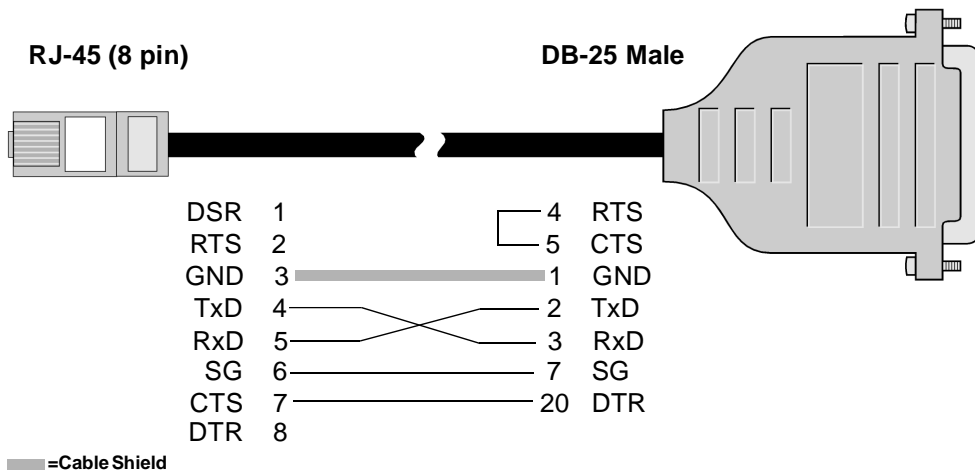 RJ-45 (8 pin) DB-25 Male
DSR 1 4 RTS
RTS 2 5 CTS
GND 3 1 GND
TxD 4 2 TxD
RxD 5 3 RxD
SG 6 7 SG
CTS 7 20 DTR
DTR 8
=Cable Shield